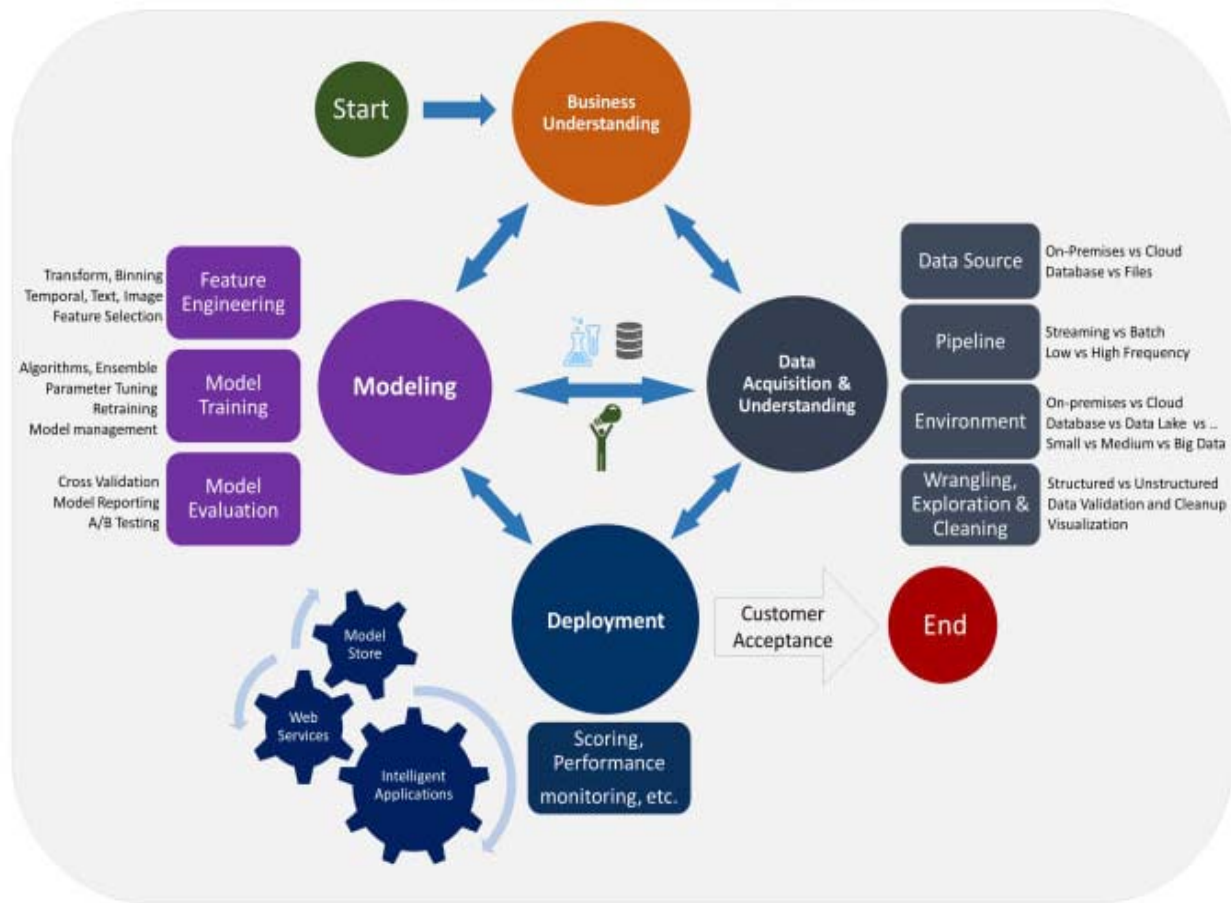 Start
Business
Understanding
Transform, Binning
Temporal, Text, Image
Feature Selection
Feature
Engineering
Algorithms, Ensemble
Parameter Tuning
Retraining
Model management
Model
Training
Cross Validation
Model Reporting
A/B Testing
Model
Evaluation
Modeling
Data
Acquisition &
Understanding
Data Source
On-Premises vs Cloud
Database vs Files
Pipeline
Streaming vs Batch
Low vs High Frequency
Environment
On-premises vs Cloud
Database vs Data Lake vs ..
Small vs Medium vs Big Data
Wrangling,
Exploration &
Cleaning
Structured vs Unstructured
Data Validation and Cleanup
Visualization
Deployment
Customer
Acceptance
End
Model
Store
Web
Services
Intelligent
Applications
Scoring,
Performance
monitoring, etc.